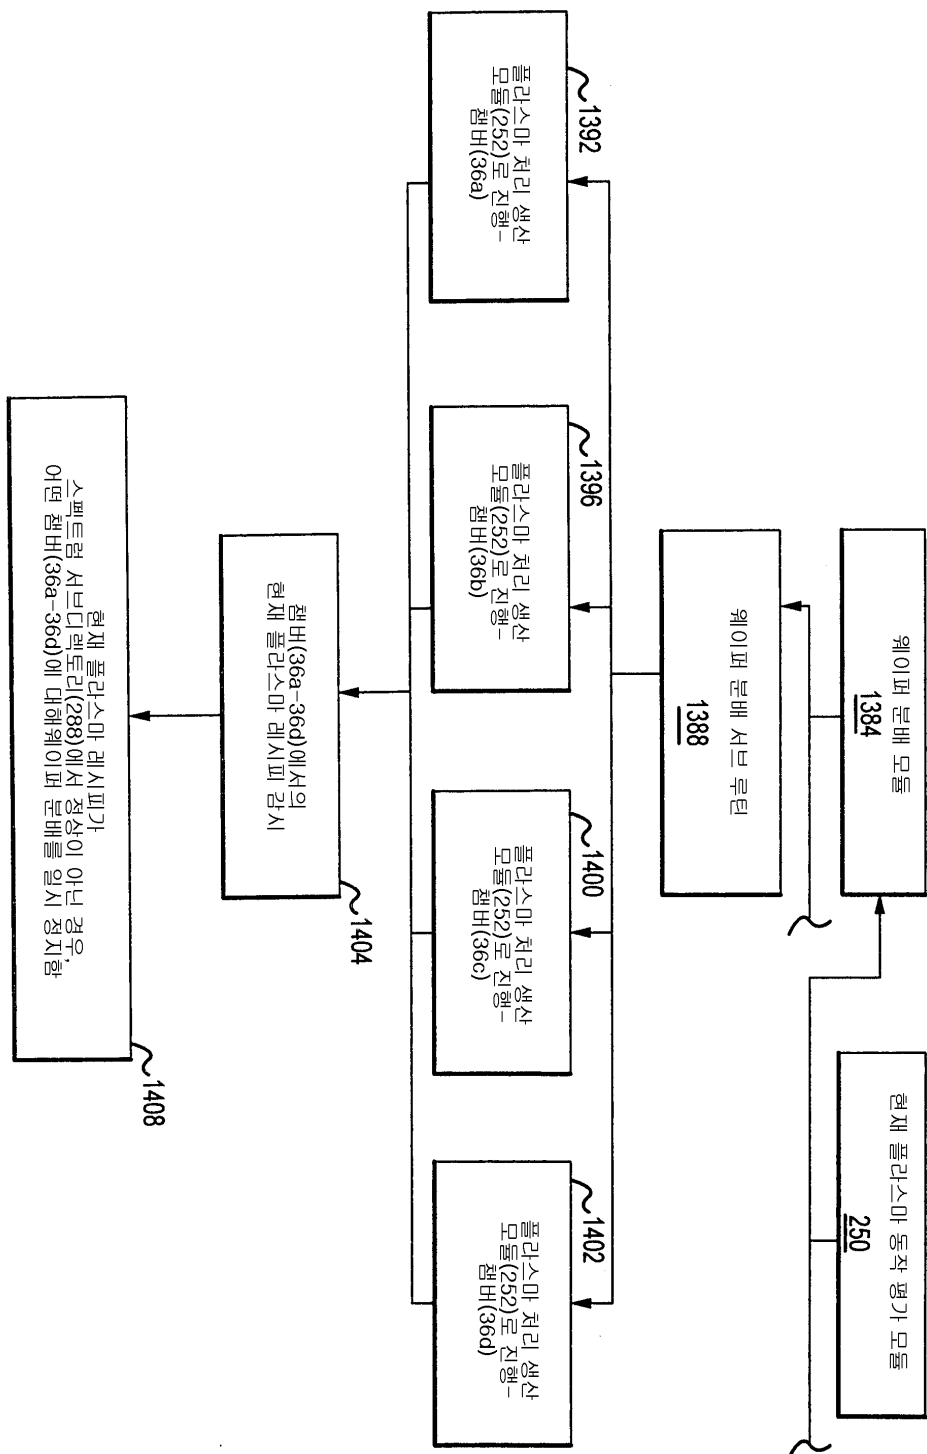 현재 플라스마 동작 평가 모듈
250
웨이퍼 분배 모듈
1384
웨이퍼 분배 서브 루틴
1388
1392
플라스마 처리 생산
모듈(252)로 진행-
챔버(36a)
1396
플라스마 처리 생산
모듈(252)로 진행-
챔버(36b)
1400
플라스마 처리 생산
모듈(252)로 진행-
챔버(36c)
1402
플라스마 처리 생산
모듈(252)로 진행-
챔버(36d)
챔버(36a-36d)에서의
현재 플라스마 레시피 감시
1404
현재 플라스마 레시피가
스펙트럼 서브디렉토리(288)에서 정상이 아닌 경우,
어떤 챔버(36a-36d)에 대해웨이퍼 분배를 일시 정지함
1408